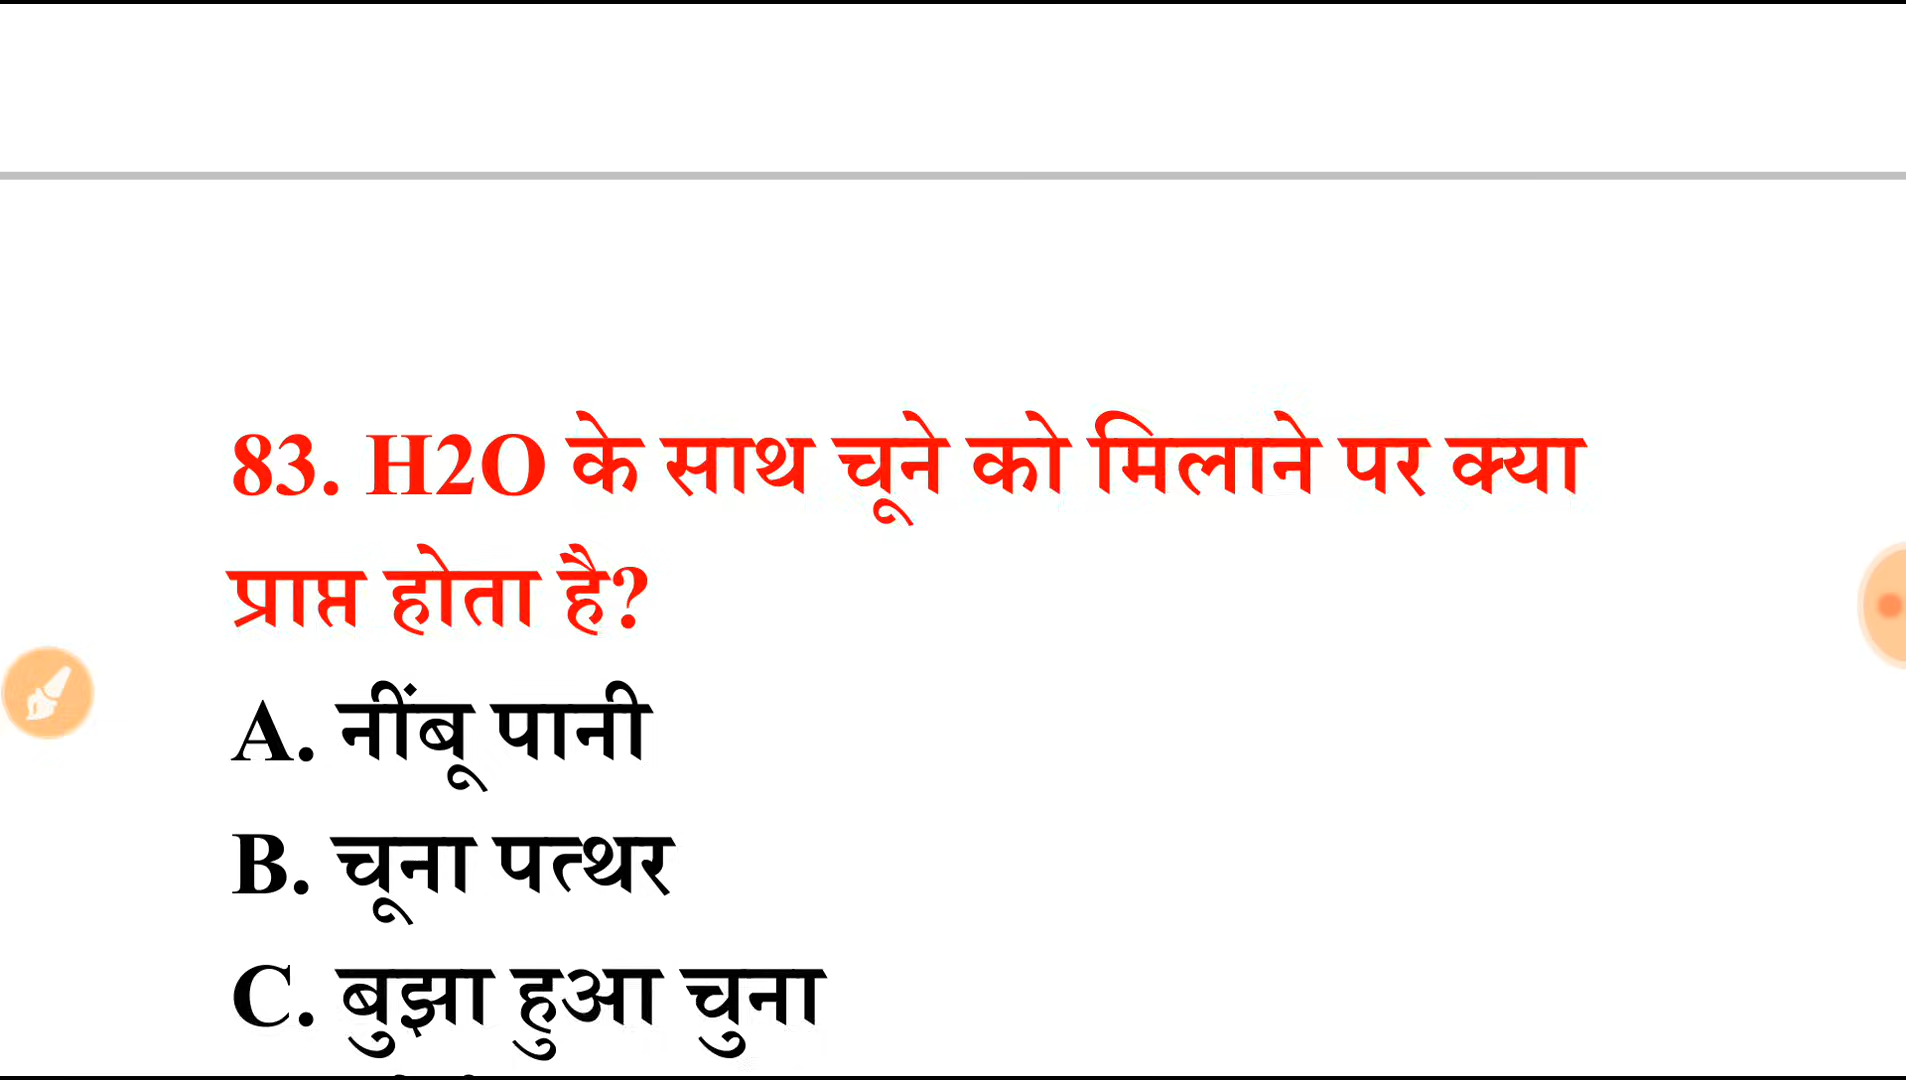 83. H2O के साथ चूने को मिलाने पर क्या
प्राप्त होता है?
A. नींबू पानी
B. चूना पत्थर
C. बुझा हुआ चुना